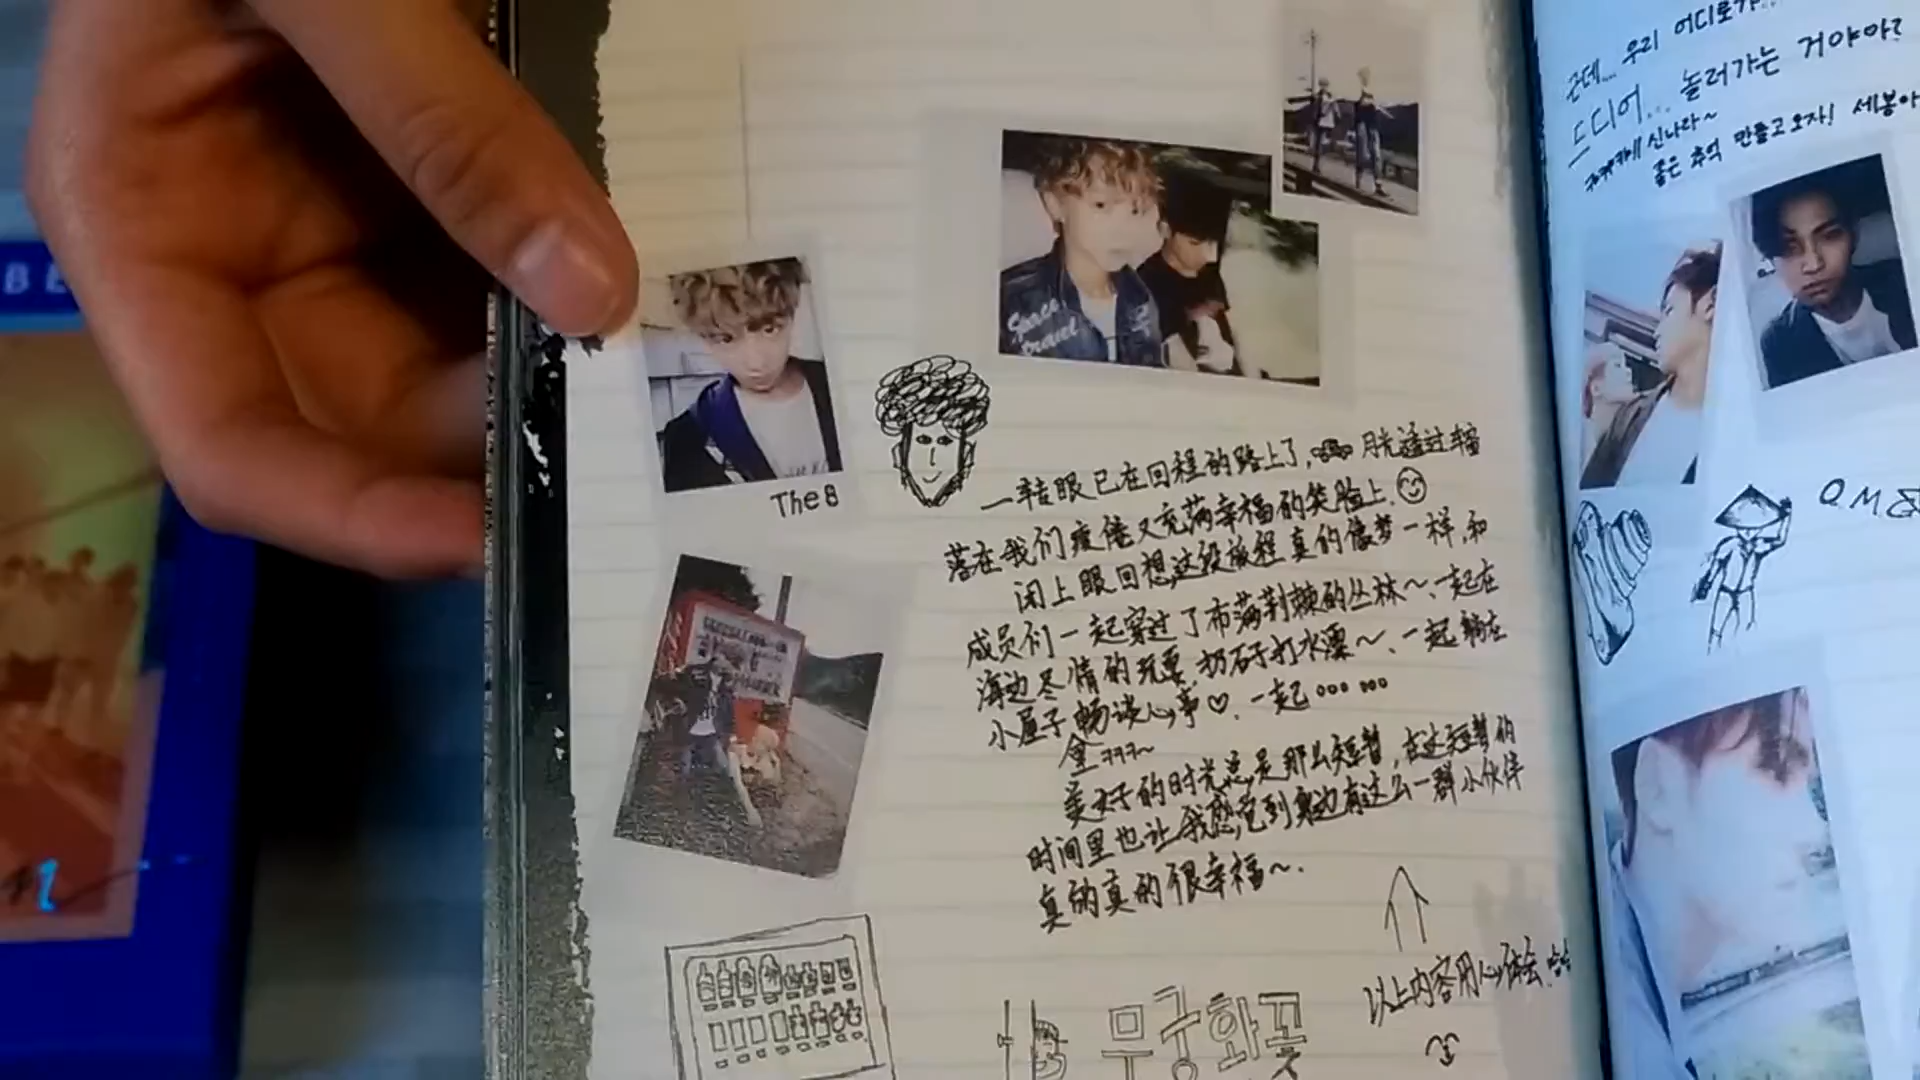 BE
Space
travel
The8
一转眼已在回程的路上了, 月光透过车窗
落在我们疲倦又充满幸福的笑脸上.
闭上眼回想,这段旅程真的像梦一样,和
成员们一起穿过了布满荆棘的丛林~、一起在
海边尽情的玩耍 扔石子打水漂~、一起躺在
小屋子 畅谈心事♡、一起……
ㅋㅋㅋ~
美好的时光总是那么短暂, 在这短暂的
时间里也让我感觉到身边有这么一群小伙伴
真的真的很幸福~.
以上内容用心体会.
무궁화꽃
근데... 우리 어디로가...
드디어... 놀러가는 거야아?
신나라~
좋은 추억 만들고 오자! 세봉아